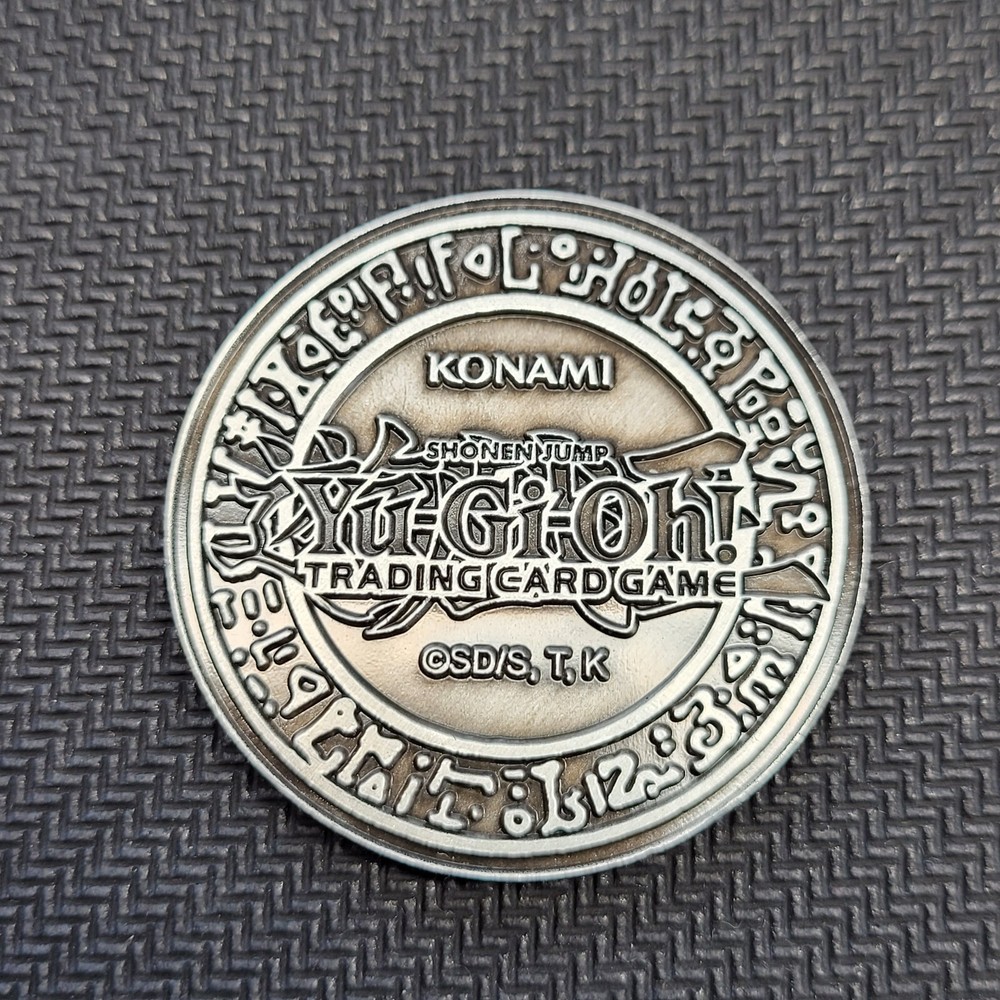 KONAMI
SHONEN JUMP
Yu-Gi-Oh!
TRADING CARD GAME
©SD/S, T, K